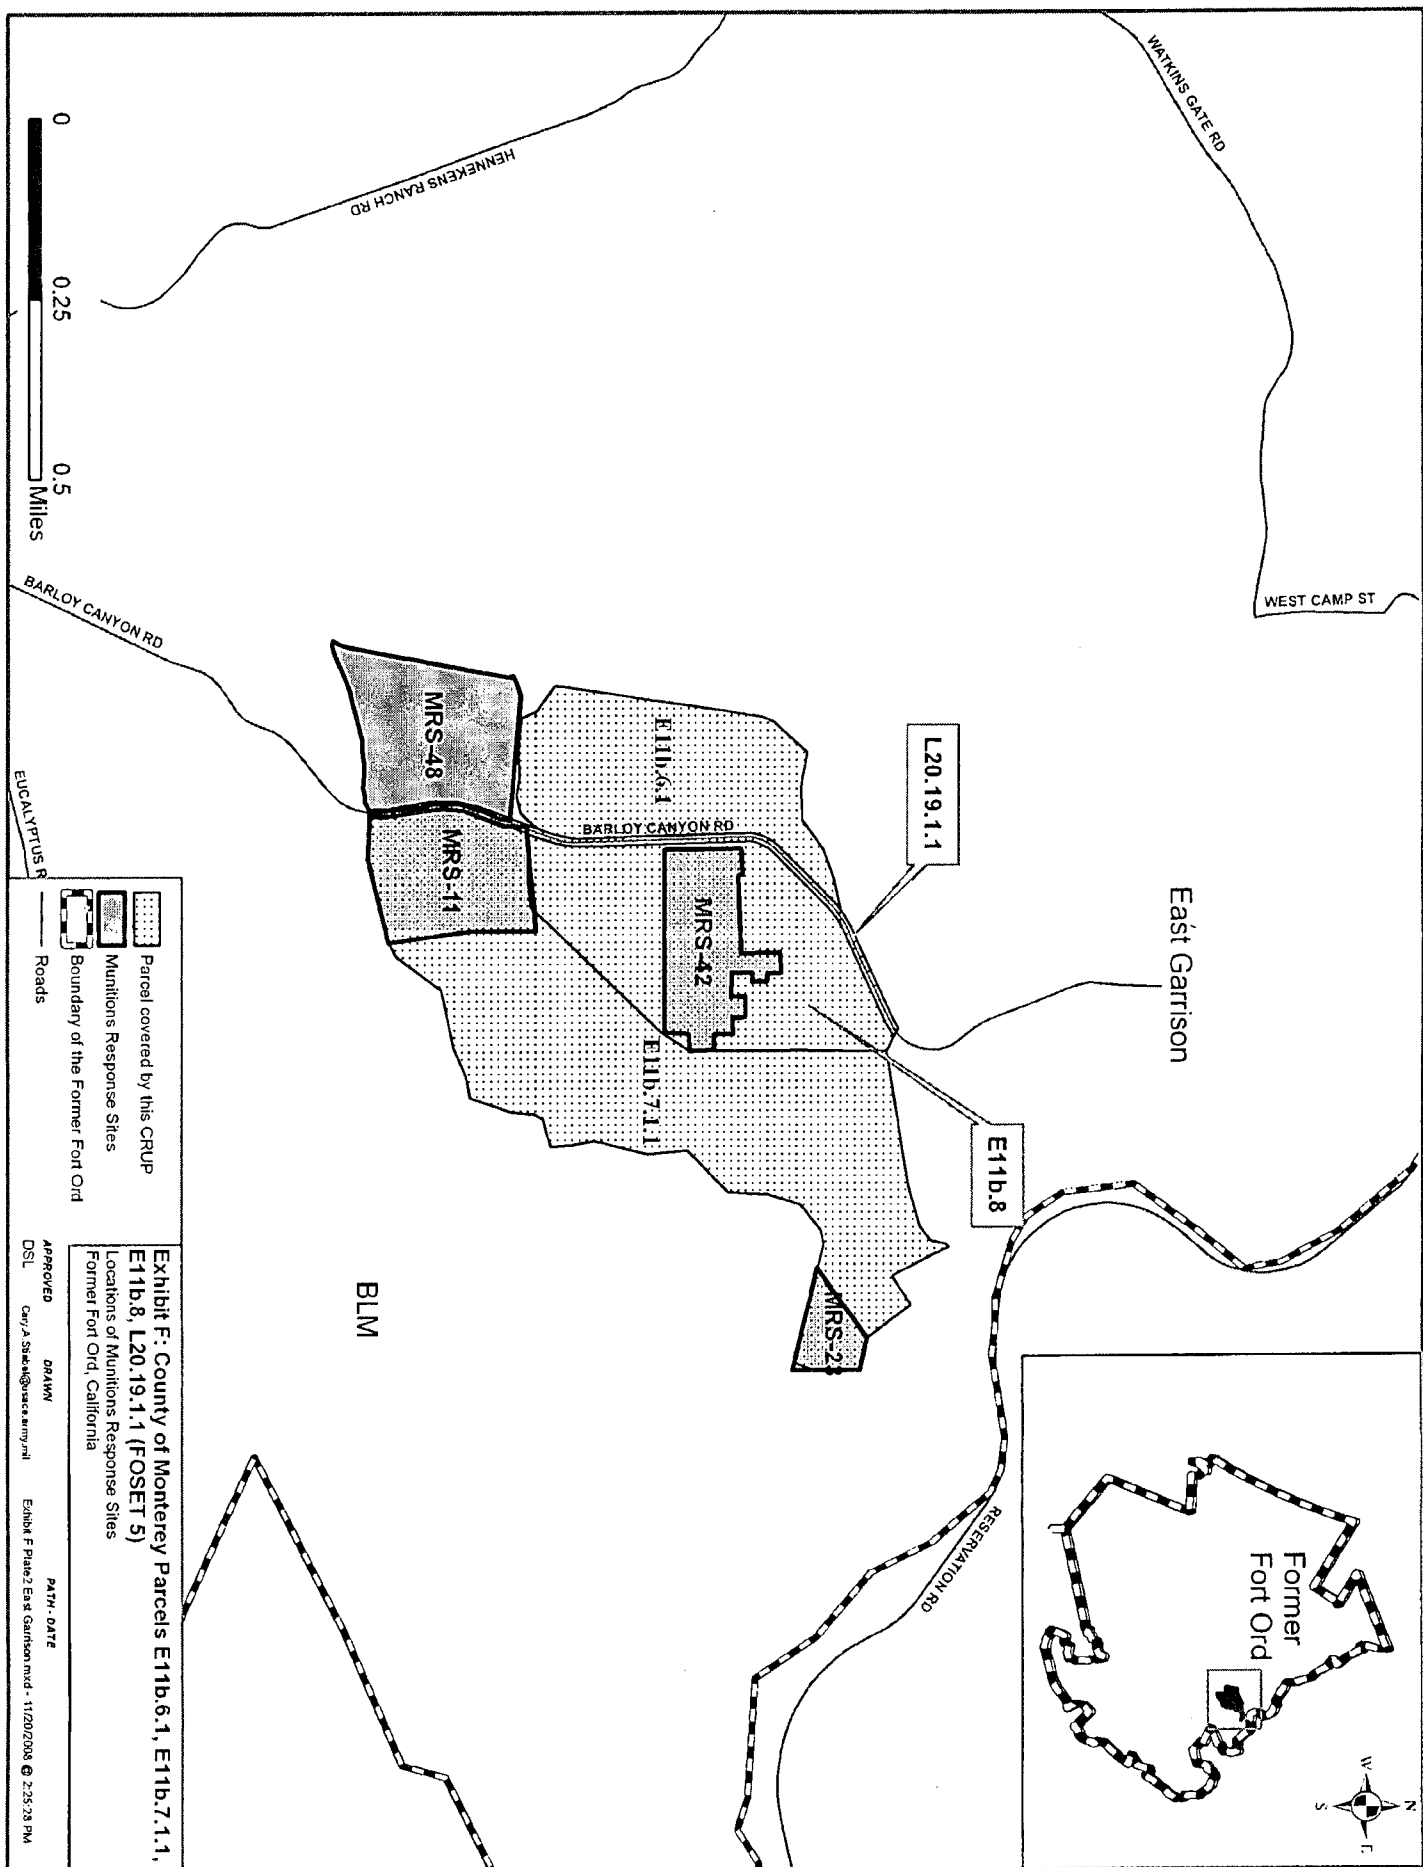 WATKINS GATE RD
WEST CAMP ST
HENNEKENS RANCH RD
East Garrison
Former
Fort Ord
N
W
S
L20.19.1.1
E11b.8
E11b.6.1
BARLOY CANYON RD
MRS-42
E11b.7.1.1
MRS-48
MRS-11
RESERVATION RD
BLM
BARLOY CANYON RD
0
0.25
0.5
Miles
Parcel covered by this CRUP
Munitions Response Sites
Boundary of the Former Fort Ord
Roads
Exhibit F: County of Monterey Parcels E11b.6.1, E11b.7.1.1,
E11b.8, L20.19.1.1 (FOSET 5)
Locations of Munitions Response Sites
Former Fort Ord, California
APPROVED
DRAWN
PATH - DATE
DSL
Exhibit F Plate2 East Garrison.mxd - 11/20/2008 @ 2:25:28 PM